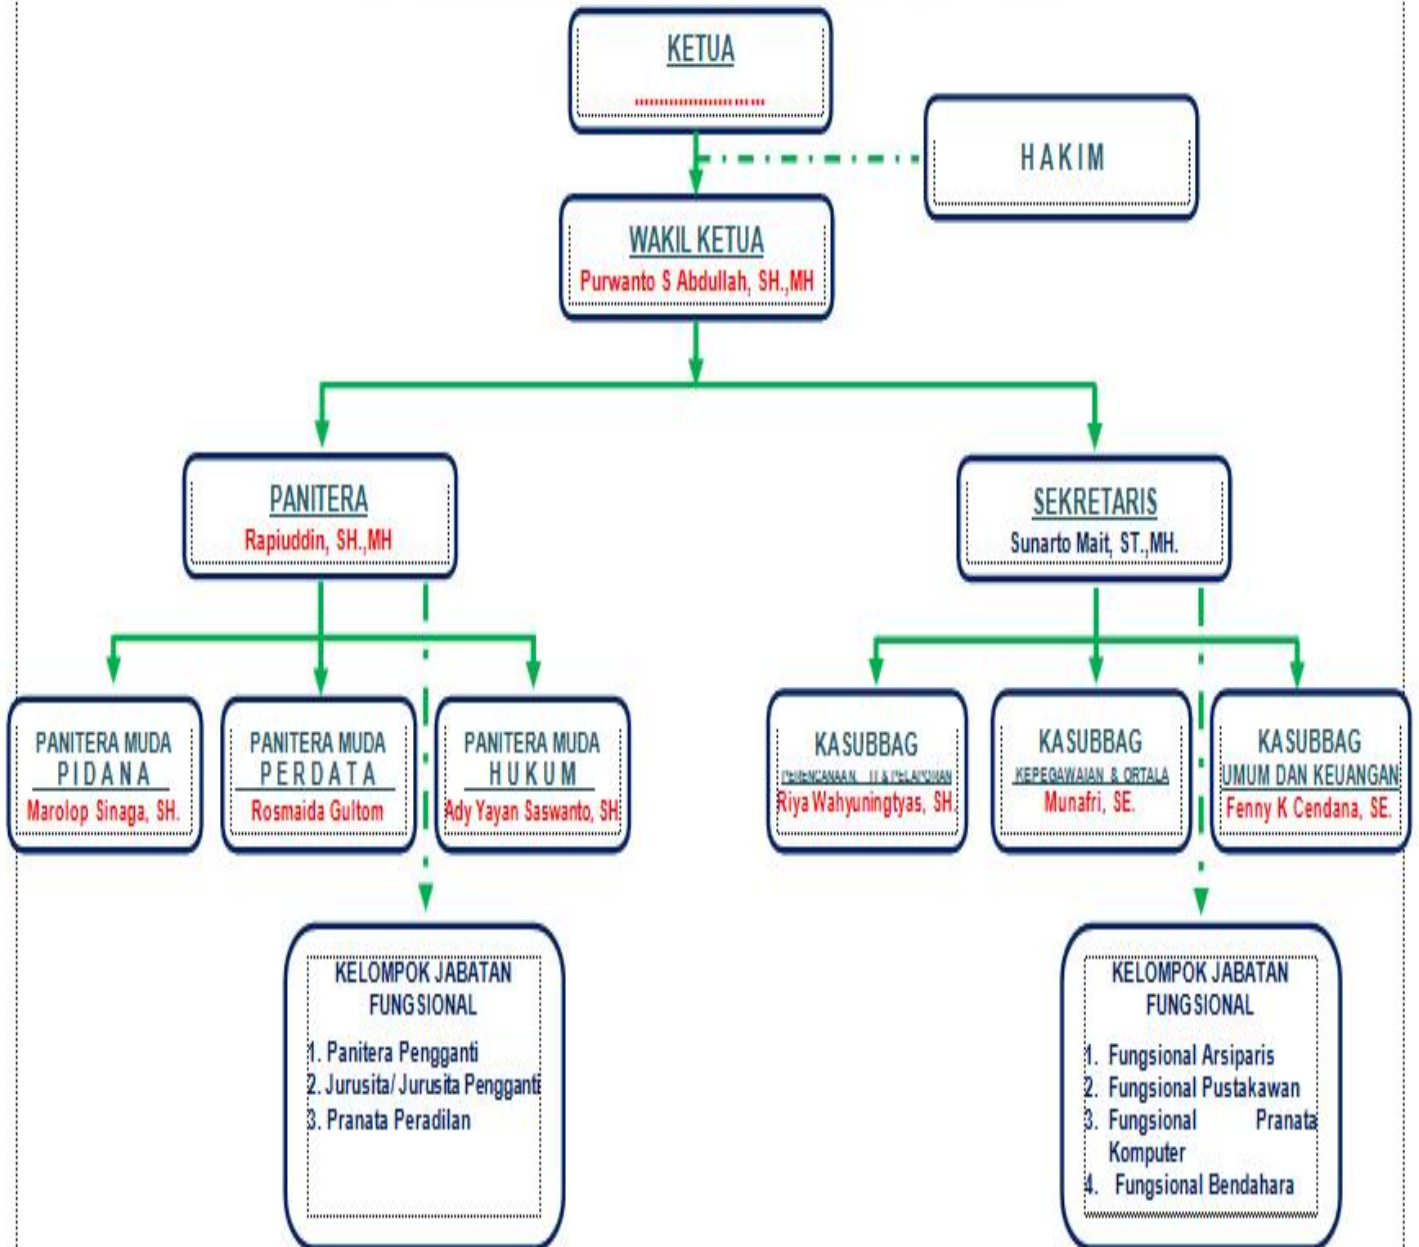 KETUA
..........................
HAKIM
WAKIL KETUA
Purwanto S Abdullah, SH.,MH
PANITERA
Rapiuddin, SH.,MH
SEKRETARIS
Sunarto Mait, ST.,MH.
PANITERA MUDA
PIDANA
Marolop Sinaga, SH.
PANITERA MUDA
PERDATA
Rosmaida Gultom
PANITERA MUDA
HUKUM
Ady Yayan Saswanto, SH
KASUBBAG
PERENCANAAN, IT & PELAPORAN
Riya Wahyuningtyas, SH.
KASUBBAG
KEPEGAWAIAN & ORTALA
Munafri, SE.
KASUBBAG
UMUM DAN KEUANGAN
Fenny K Cendana, SE.
KELOMPOK JABATAN
FUNGSIONAL
1. Panitera Pengganti
2. Jurusita/ Jurusita Pengganti
3. Pranata Peradilan
KELOMPOK JABATAN
FUNGSIONAL
1. Fungsional Arsiparis
2. Fungsional Pustakawan
3. Fungsional Pranata
Komputer
4. Fungsional Bendahara